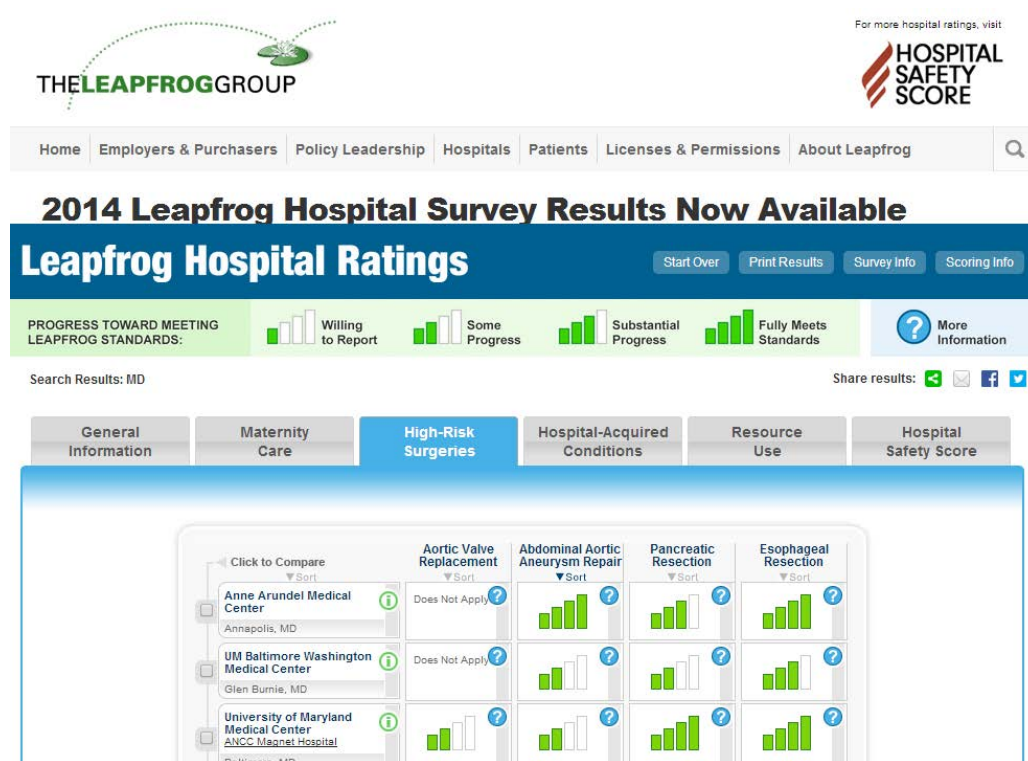 For more hospital ratings, visit
THELEAPFROGGROUP
HOSPITAL
SAFETY
SCORE
Home Employers & Purchasers Policy Leadership Hospitals Patients Licenses & Permissions About Leapfrog
2014 Leapfrog Hospital Survey Results Now Available
Leapfrog Hospital Ratings
Start Over Print Results Survey Info Scoring Info
PROGRESS TOWARD MEETING
LEAPFROG STANDARDS:
Willing
to Report
Some
Progress
Substantial
Progress
Fully Meets
Standards
? More
Information
Search Results: MD
Share results:
General
Information
Maternity
Care
High-Risk
Surgeries
Hospital-Acquired
Conditions
Resource
Use
Hospital
Safety Score
Click to Compare
▼Sort
Aortic Valve
Replacement
▼Sort
Abdominal Aortic
Aneurysm Repair
▼Sort
Pancreatic
Resection
▼Sort
Esophageal
Resection
▼Sort
Anne Arundel Medical
Center
Annapolis, MD
i
Does Not Apply ? ? ? ?
UM Baltimore Washington
Medical Center
Glen Burnie, MD
i
Does Not Apply ? ? ? ?
University of Maryland
Medical Center
ANCC Magnet Hospital
Baltimore, MD
i
? ? ? ?